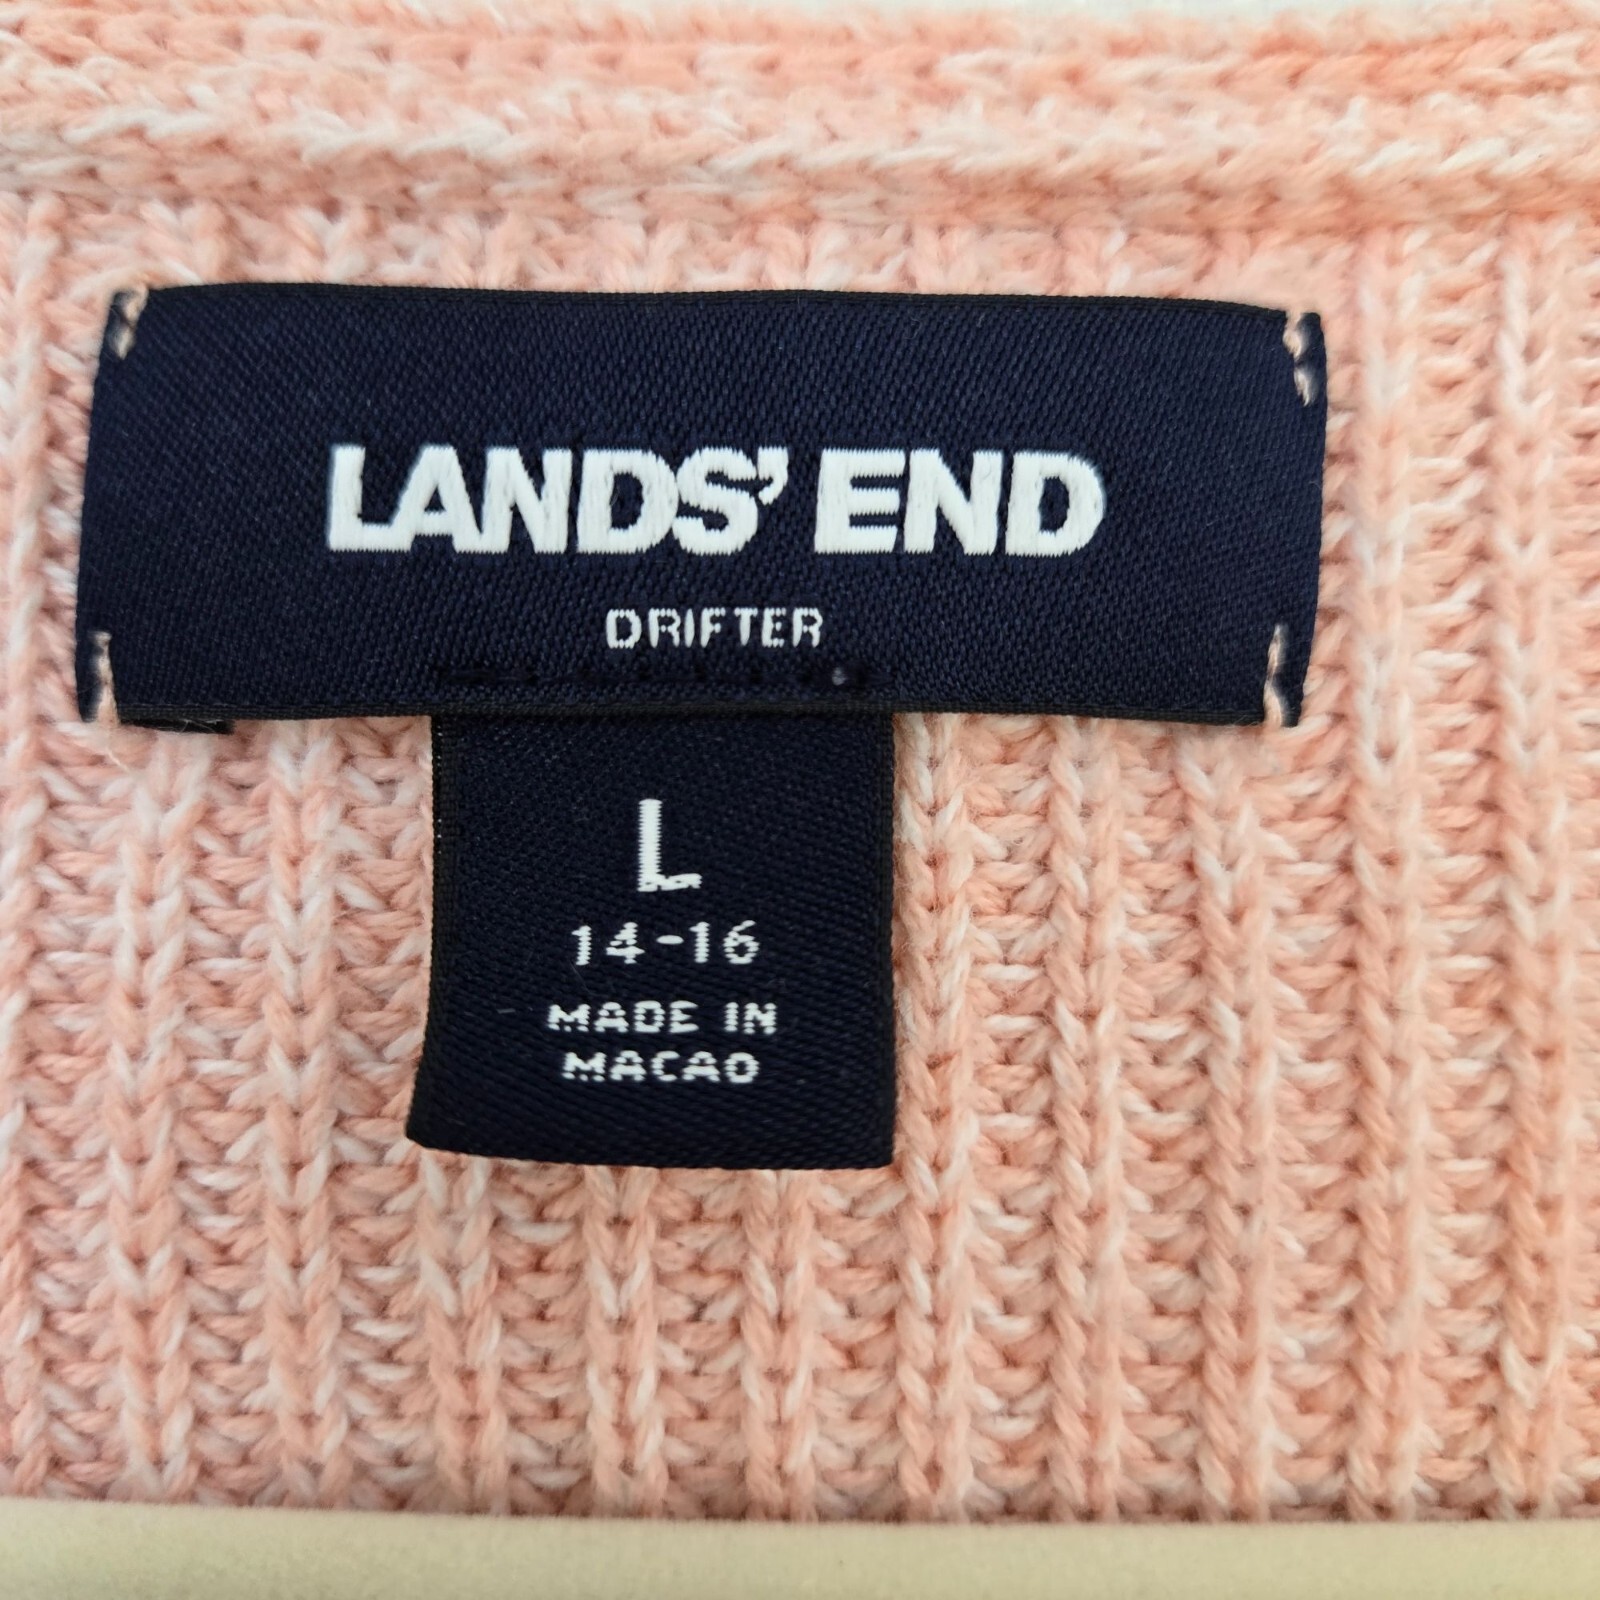 LANDS' END
DRIFTER
L
14-16
MADE IN
MACAO